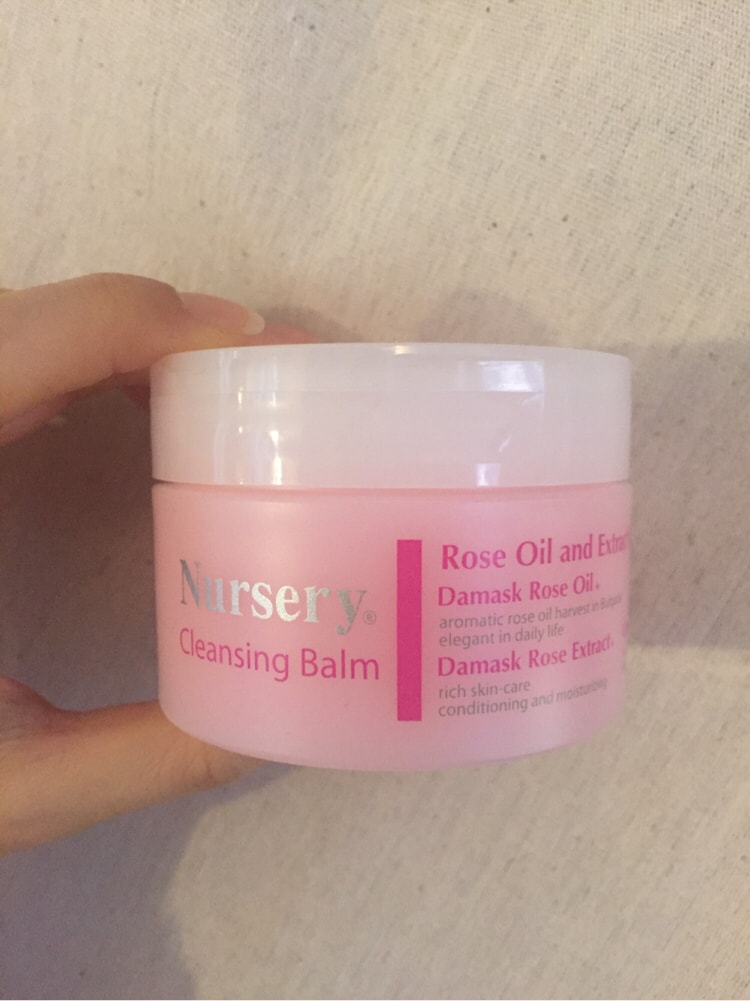 Nursery®
Cleansing Balm
Rose Oil and
Damask Rose Oil
aromatic rose oil harvest in
elegant in daily life
Damask Rose Extract
rich skin-care
conditioning and moisturizing